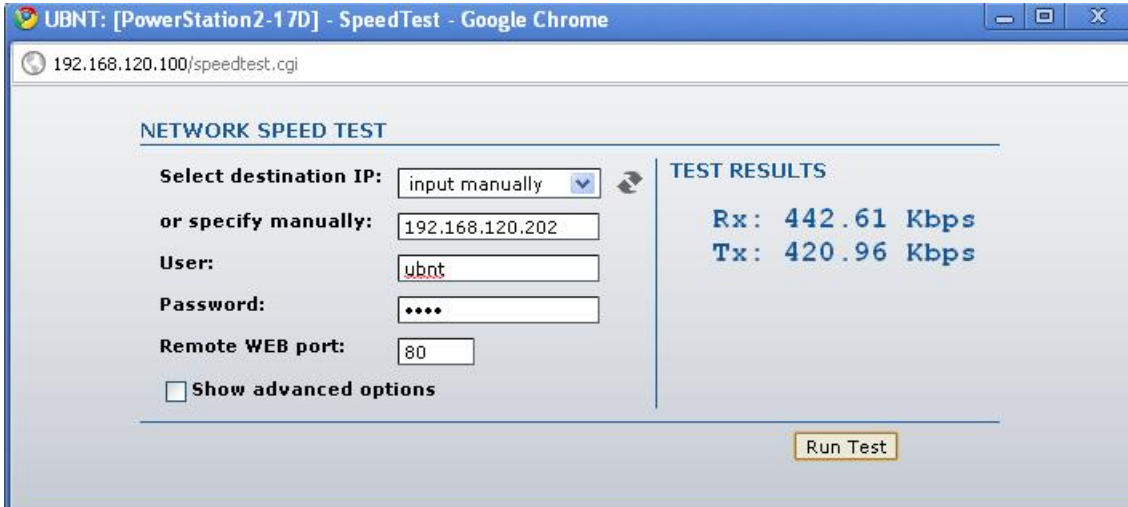 UBNT: [PowerStation2-17D] - SpeedTest - Google Chrome
192.168.120.100/speedtest.cgi
NETWORK SPEED TEST
Select destination IP: input manually
or specify manually: 192.168.120.202
User: ubnt
Password: ••••
Remote WEB port: 80
Show advanced options
TEST RESULTS
Rx: 442.61 Kbps
Tx: 420.96 Kbps
Run Test